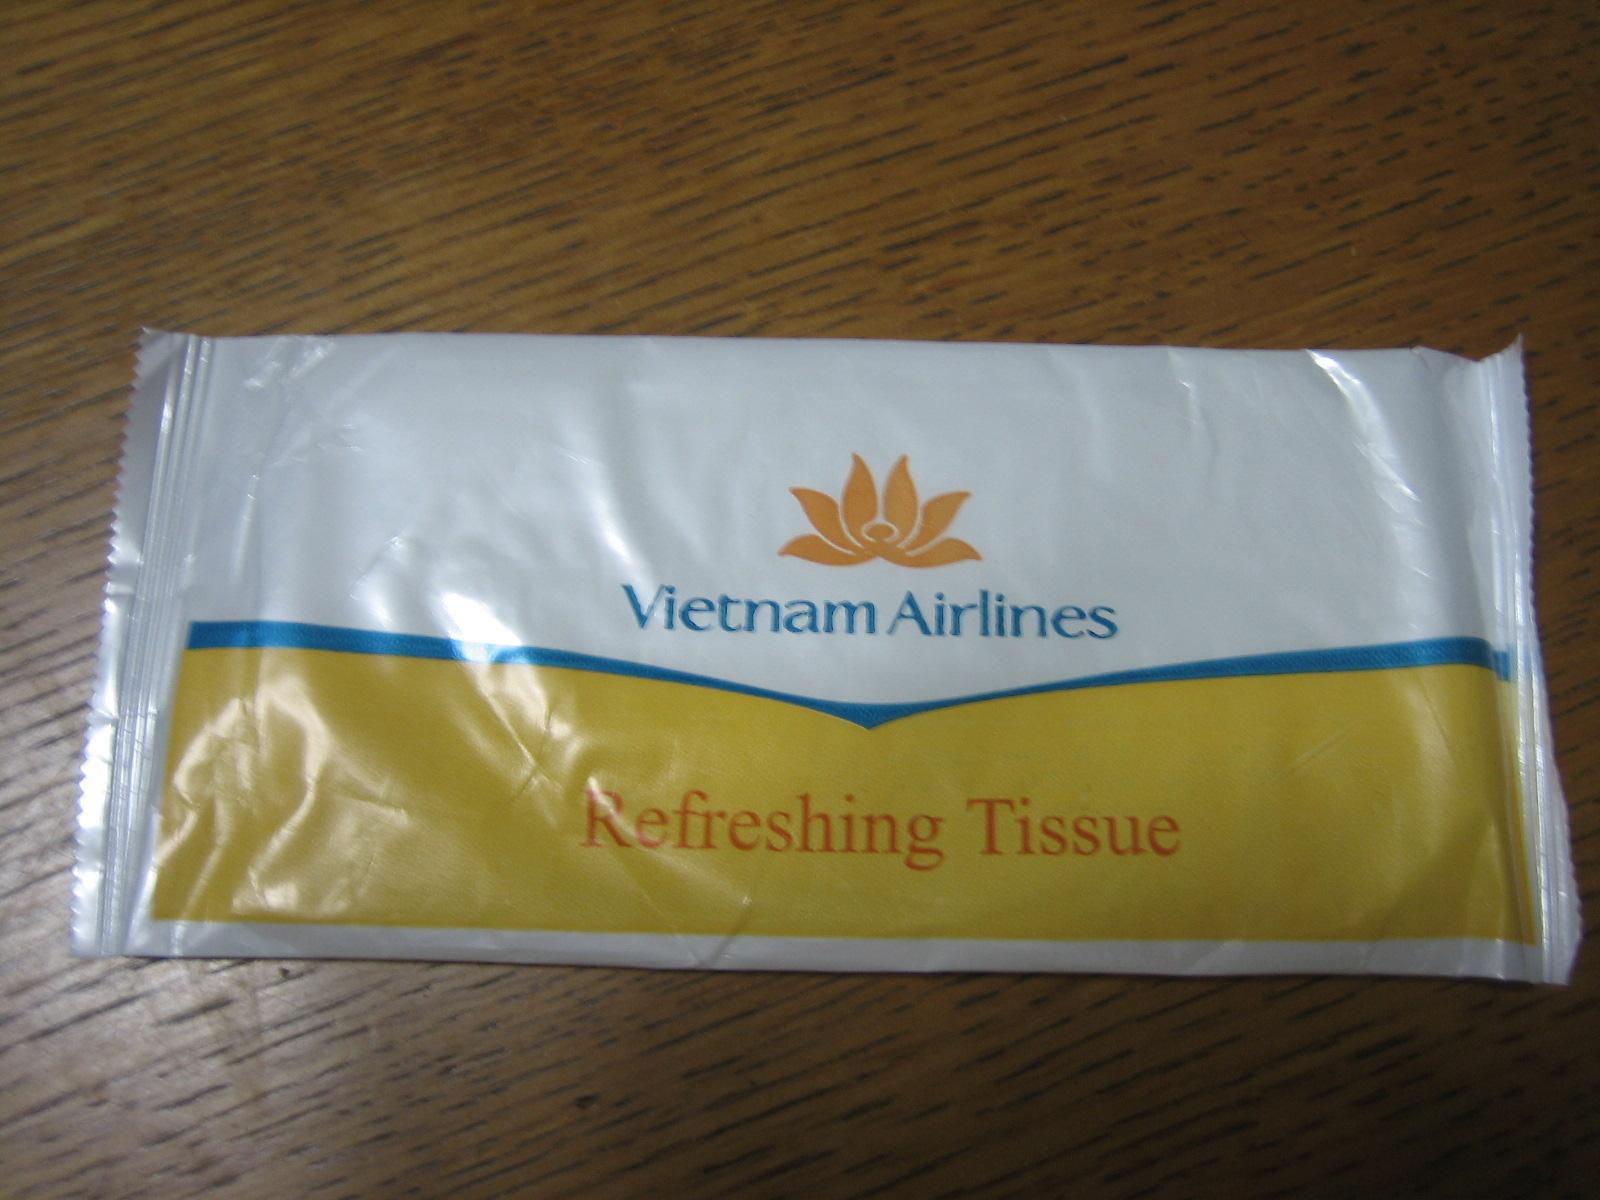 Vietnam Airlines
Refreshing Tissue